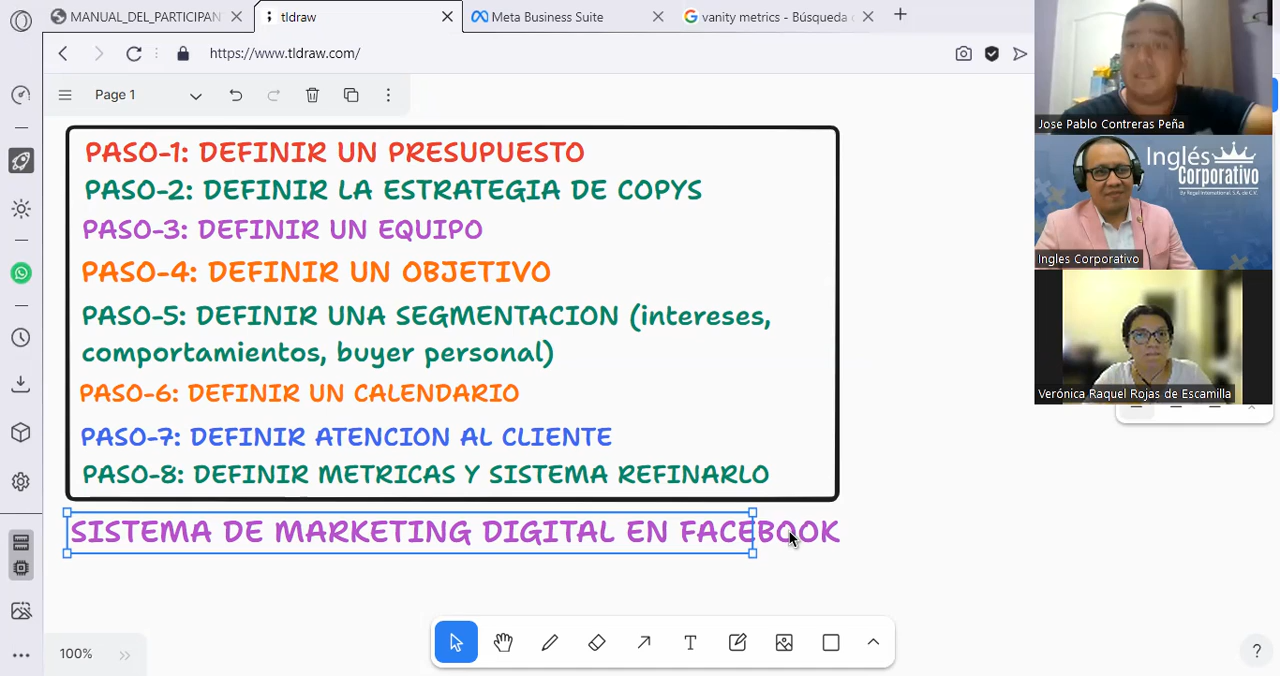 MANUAL_DEL_PARTICIPAN
tldraw
Meta Business Suite
vanity metrics - Búsqueda
https://www.tldraw.com/
Page 1
PASO-1: DEFINIR UN PRESUPUESTO
PASO-2: DEFINIR LA ESTRATEGIA DE COPYS
PASO-3: DEFINIR UN EQUIPO
PASO-4: DEFINIR UN OBJETIVO
PASO-5: DEFINIR UNA SEGMENTACION (intereses,
comportamientos, buyer personal)
PASO-6: DEFINIR UN CALENDARIO
PASO-7: DEFINIR ATENCION AL CLIENTE
PASO-8: DEFINIR METRICAS Y SISTEMA REFINARLO
SISTEMA DE MARKETING DIGITAL EN FACEBOOK
100%
?
Jose Pablo Contreras Peña
Inglés
Corporativo
By Regal International, S.A. de C.V.
Ingles Corporativo
Verónica Raquel Rojas de Escamilla